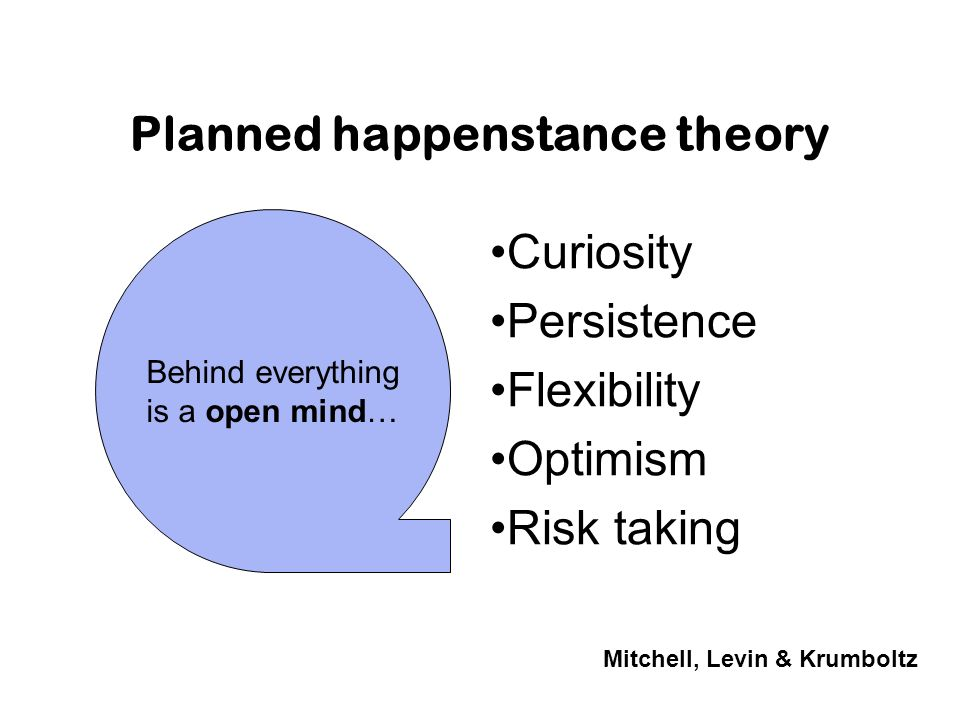 Planned happenstance theory
Behind everything
is a open mind…
•Curiosity
•Persistence
•Flexibility
•Optimism
•Risk taking
Mitchell, Levin & Krumboltz